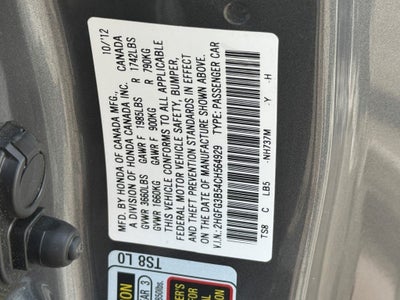 MFD. BY HONDA OF CANADA MFG., 10/12
A DIVISION OF HONDA CANADA INC. CANADA
GVWR 3660LBS GAWR F 1985LBS R 1742LBS
GVWR 1660KG GAWR F 900KG R 790KG
THIS VEHICLE CONFORMS TO ALL APPLICABLE
FEDERAL MOTOR VEHICLE SAFETY, BUMPER,
AND THEFT PREVENTION STANDARDS IN EFFECT
ON THE DATE OF MANUFACTURE SHOWN ABOVE.
V.I.N.: 2HGFG3B54CH564929 TYPE: PASSENGER CAR
TS8 C LB5 -NH737M -Y -H
TS8 L0